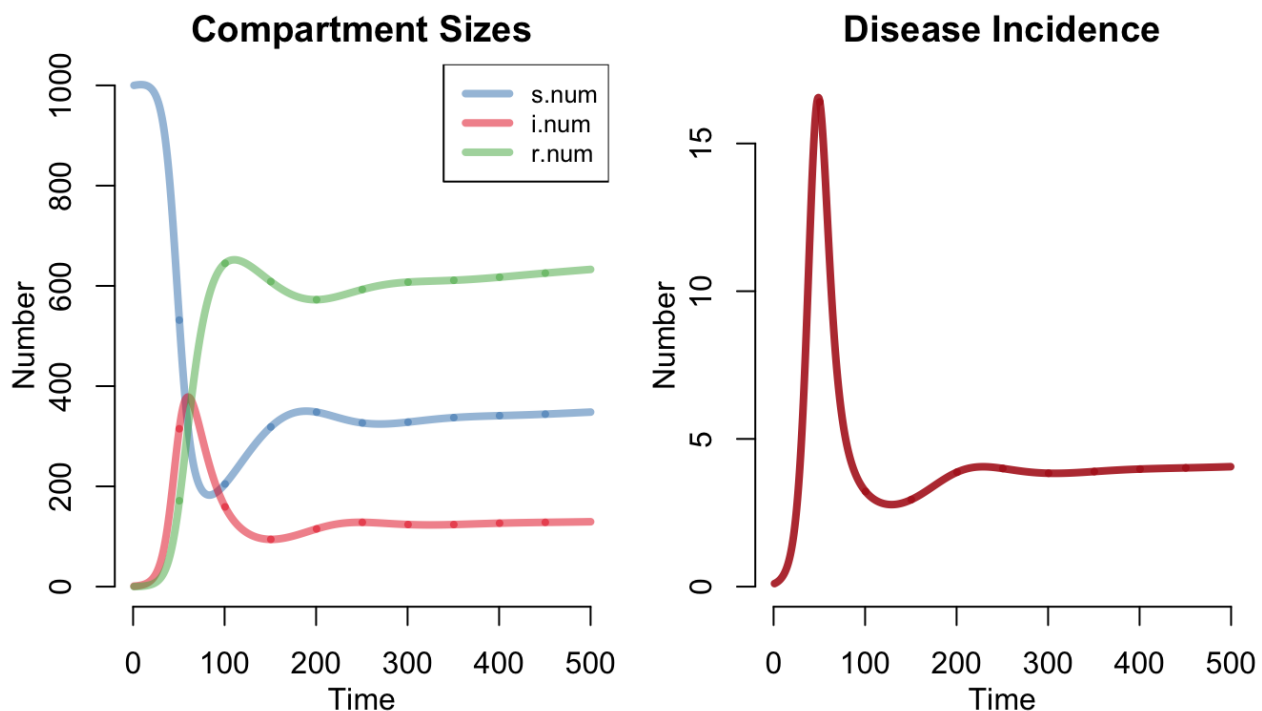 Compartment Sizes
Number
0
200
400
600
800
1000
s.num
i.num
r.num
0 100 200 300 400 500
Time
Disease Incidence
Number
0
5
10
15
0 100 200 300 400 500
Time